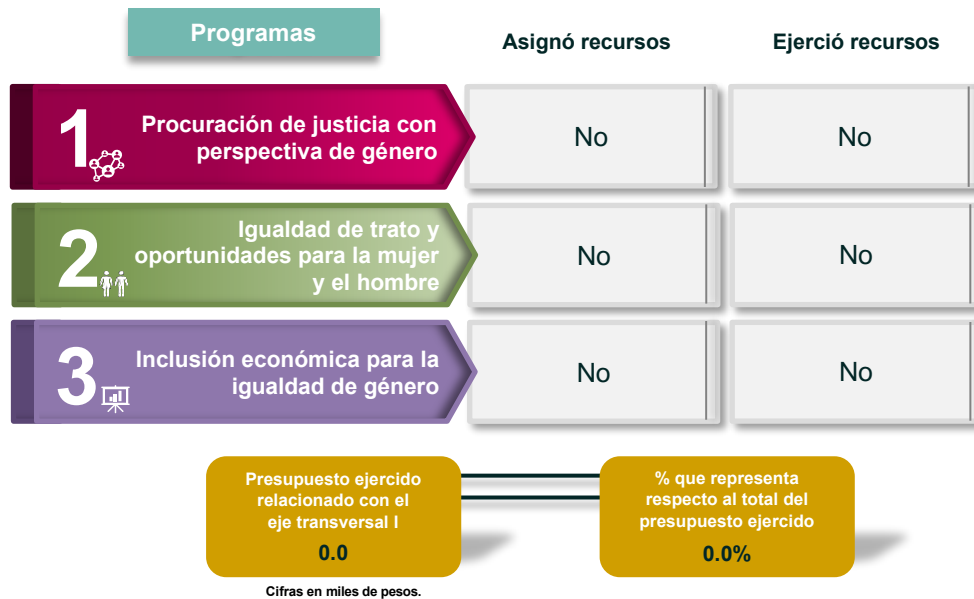 Programas
Asignó recursos
Ejerció recursos
1
Procuración de justicia con
perspectiva de género
No
No
2
Igualdad de trato y
oportunidades para la mujer
y el hombre
No
No
3
Inclusión económica para la
igualdad de género
No
No
Presupuesto ejercido
relacionado con el
eje transversal I
0.0
% que representa
respecto al total del
presupuesto ejercido
0.0%
Cifras en miles de pesos.